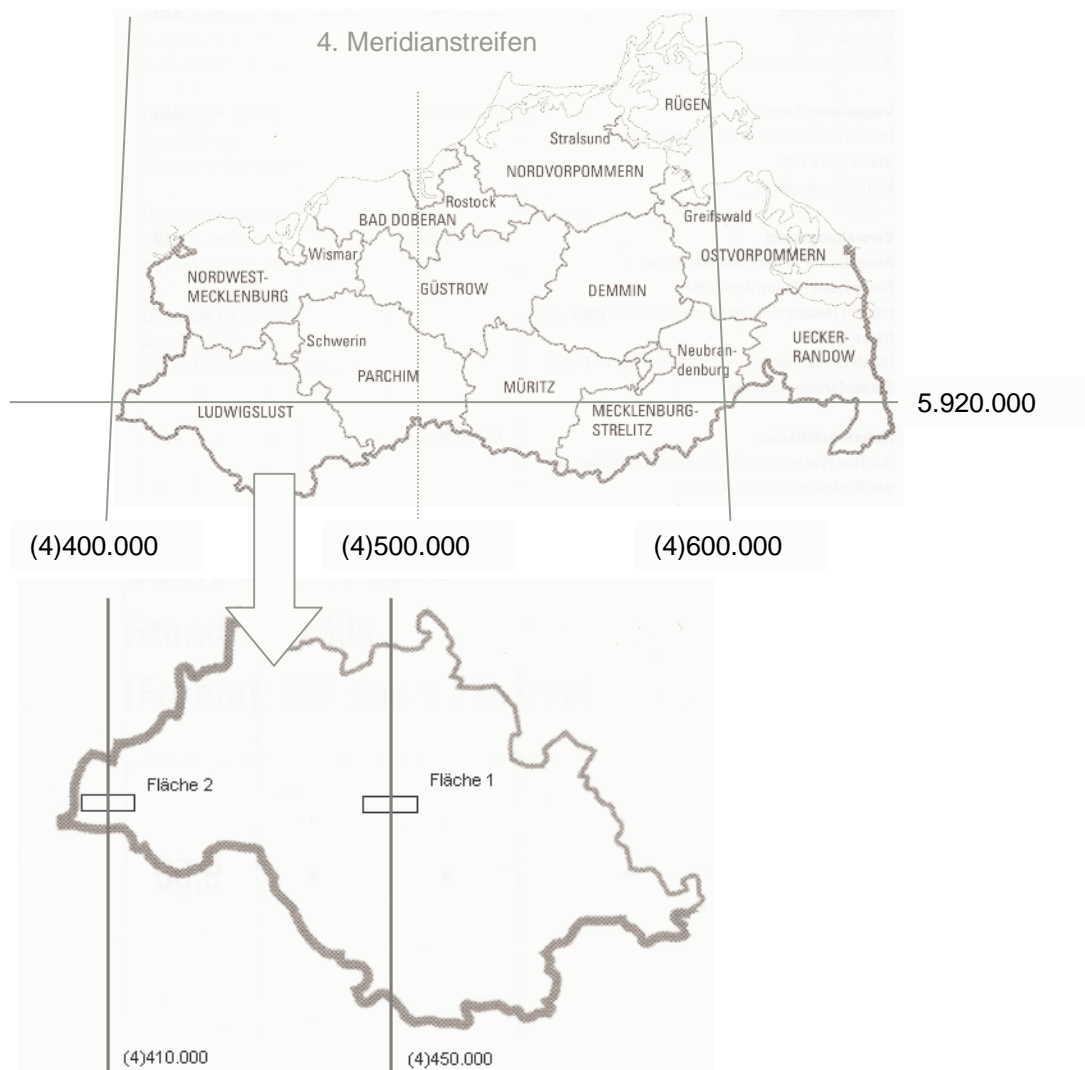 4. Meridianstreifen
RÜGEN
Stralsund
NORDVORPOMMERN
Rostock
BAD DOBERAN
Greifswald
Wismar
OSTVORPOMMERN
NORDWEST-
MECKLENBURG
GÜSTROW
DEMMIN
Schwerin
UECKER-
RANDOW
Neubran-
denburg
PARCHIM
MÜRITZ
LUDWIGSLUST
MECKLENBURG-
STRELITZ
5.920.000
(4)400.000
(4)500.000
(4)600.000
Fläche 2
Fläche 1
(4)410.000
(4)450.000